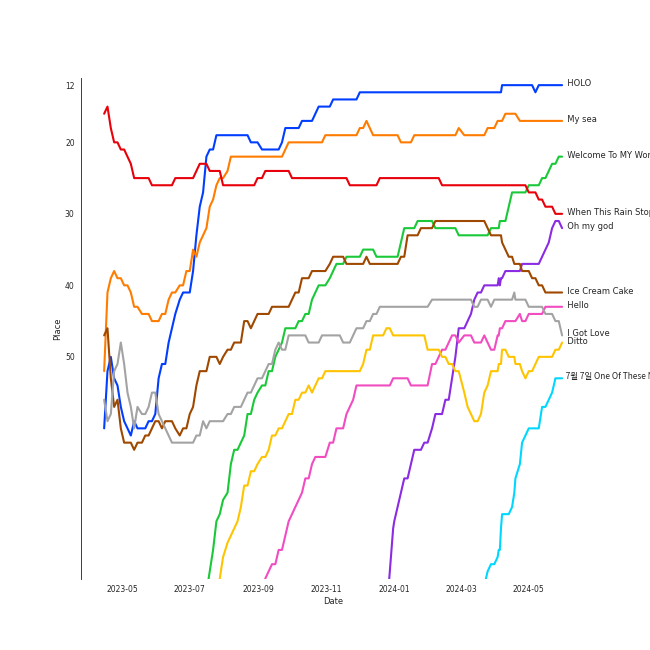 12
HOLO
My sea
20
Welcome To MY
30
When This Rain
Oh my god
40
Ice Cream Cake
Hello
I Got Love
Ditto
50
7월 7일 One Of These
Place
2023-05
2023-07
2023-09
2023-11
2024-01
2024-03
2024-05
Date